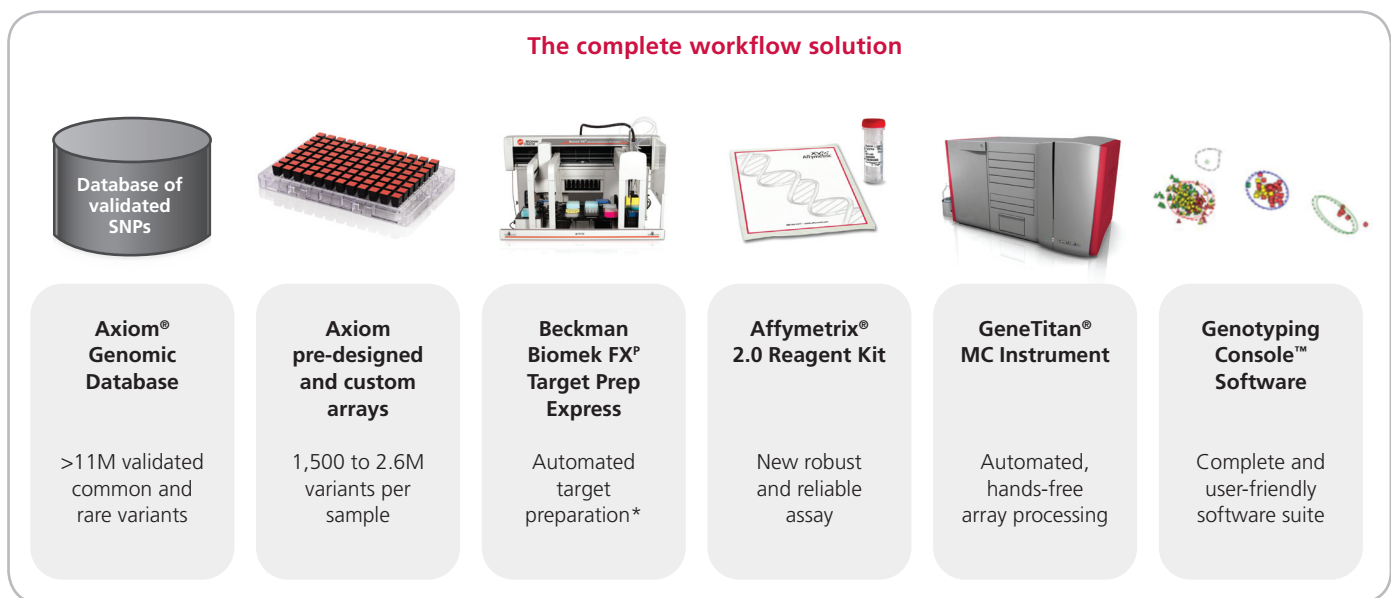 The complete workflow solution
Database of
validated
SNPs
Affymetrix
Axiom®
Genomic
Database
>11M validated
common and
rare variants
Axiom
pre-designed
and custom
arrays
1,500 to 2.6M
variants per
sample
Beckman
Biomek FXᴾ
Target Prep
Express
Automated
target
preparation*
Affymetrix®
2.0 Reagent Kit
New robust
and reliable
assay
GeneTitan®
MC Instrument
Automated,
hands-free
array processing
Genotyping
Console™
Software
Complete and
user-friendly
software suite